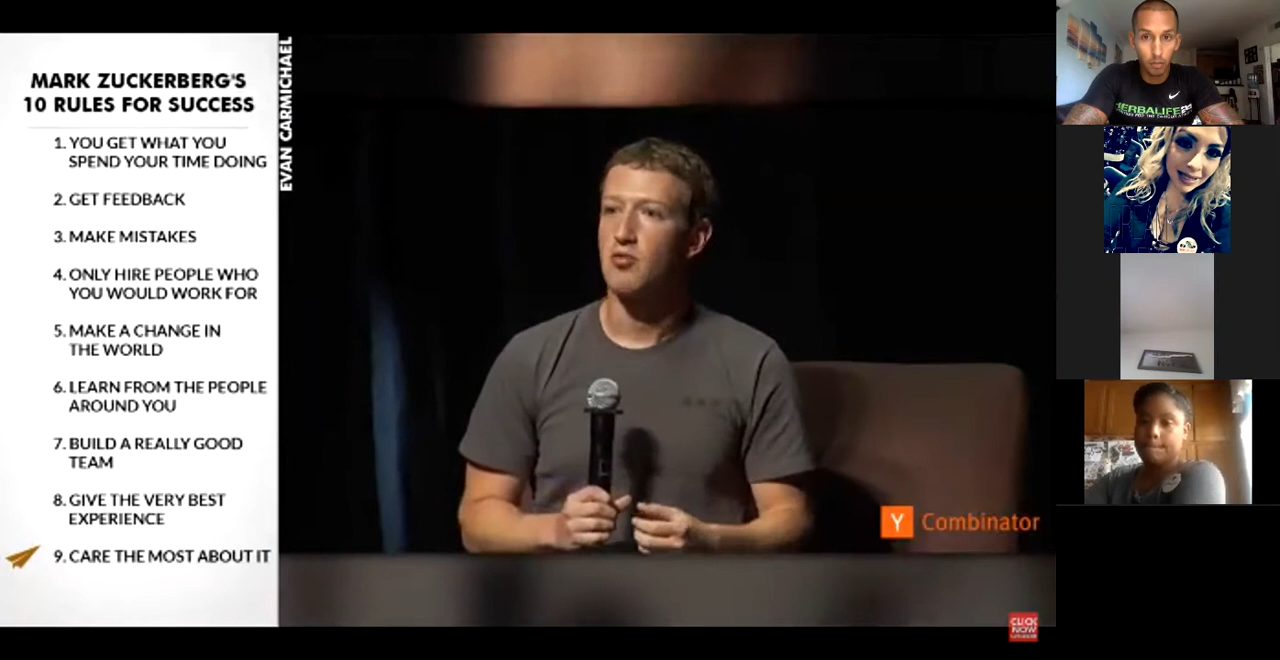 MARK ZUCKERBERG'S
10 RULES FOR SUCCESS
1. YOU GET WHAT YOU
SPEND YOUR TIME DOING
2. GET FEEDBACK
3. MAKE MISTAKES
4. ONLY HIRE PEOPLE WHO
YOU WOULD WORK FOR
5. MAKE A CHANGE IN
THE WORLD
6. LEARN FROM THE PEOPLE
AROUND YOU
7. BUILD A REALLY GOOD
TEAM
8. GIVE THE VERY BEST
EXPERIENCE
9. CARE THE MOST ABOUT IT
EVAN CARMICHAEL
Y Combinator
CLICK
NOW
HERBALIFE